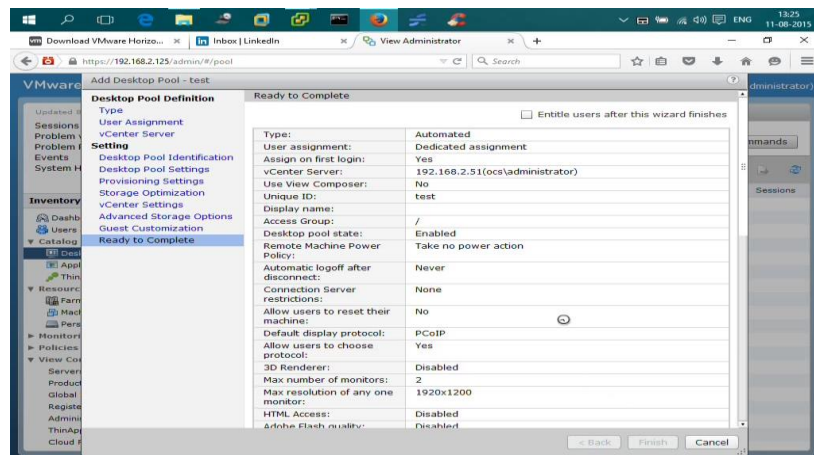 ENG
13:25
11-08-2015
Download VMware Horizo...
Inbox | LinkedIn
View Administrator
https://192.168.2.125/admin/#/pool
Search
VMware
Add Desktop Pool - test
dministrator)
Desktop Pool Definition
Type
User Assignment
vCenter Server
Setting
Desktop Pool Identification
Desktop Pool Settings
Provisioning Settings
Storage Optimization
vCenter Settings
Advanced Storage Options
Guest Customization
Ready to Complete
Ready to Complete
Entitle users after this wizard finishes
Type: Automated
User assignment: Dedicated assignment
Assign on first login: Yes
vCenter Server: 192.168.2.51(ocs\administrator)
Use View Composer: No
Unique ID: test
Display name:
Access Group: /
Desktop pool state: Enabled
Remote Machine Power Policy: Take no power action
Automatic logoff after disconnect: Never
Connection Server restrictions: None
Allow users to reset their machine: No
Default display protocol: PCoIP
Allow users to choose protocol: Yes
3D Renderer: Disabled
Max number of monitors: 2
Max resolution of any one monitor: 1920x1200
HTML Access: Disabled
Adobe Flash quality: Disabled
< Back
Finish
Cancel
Updated
Sessions
Problem
Problem
Events
System H
Inventory
Dashb
Users
Catalog
Desk
Appl
Thin
Resourc
Farm
Mach
Pers
Monitori
Policies
View Co
Server
Product
Global
Registe
Admini
ThinAp
Cloud
mmands
Sessions